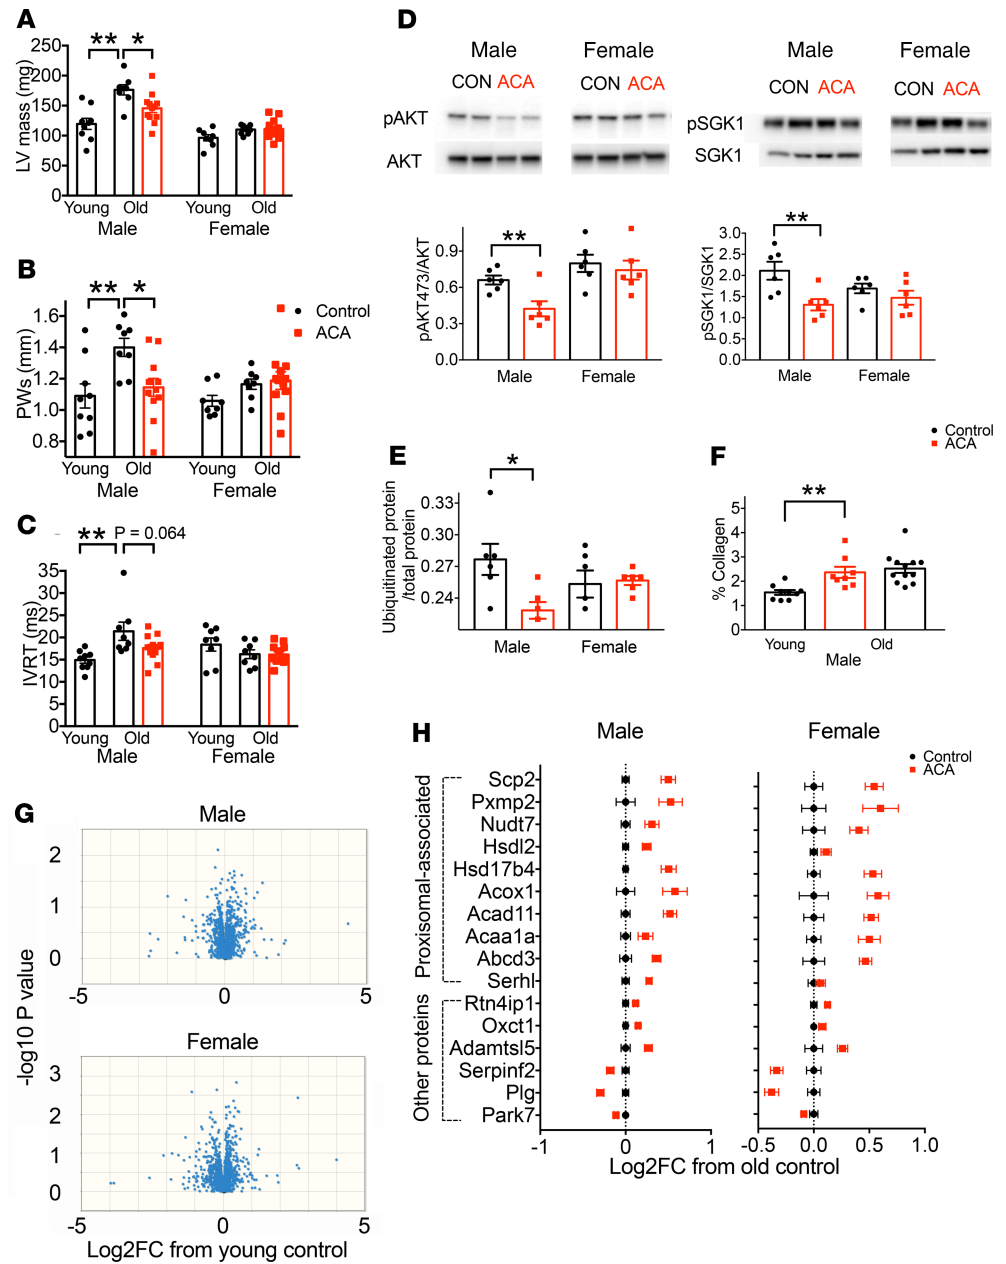 A
**
*
LV mass (mg)
250
200
150
100
50
0
Young
Old
Young
Old
Male
Female
B
**
*
PWs (mm)
1.6
1.4
1.2
1.0
0.8
Control
ACA
Young
Old
Young
Old
Male
Female
C
**
P = 0.064
IVRT (ms)
35
30
25
20
15
10
5
0
Young
Old
Young
Old
Male
Female
D
Male
Female
CON ACA
CON ACA
pAKT
AKT
Male
Female
CON ACA
CON ACA
pSGK1
SGK1
**
pAKT473/AKT
0.9
0.6
0.3
0.0
Male
Female
**
pSGK1/SGK1
3.0
2.5
2.0
1.5
1.0
0.5
0.0
Male
Female
Control
ACA
E
*
Ubiquitinated protein
/total protein
0.33
0.30
0.27
0.24
Male
Female
F
**
% Collagen
5
4
3
2
1
0
Young
Old
Male
G
Male
-log10 P value
2
1
0
-5
0
5
Female
3
2
1
0
-5
0
5
Log2FC from young control
H
Male
Female
Control
ACA
Proxisomal-associated
Scp2
Pxmp2
Nudt7
Hsdl2
Hsd17b4
Acox1
Acad11
Acaa1a
Abcd3
Serhl
Other proteins
Rtn4ip1
Oxct1
Adamtsl5
Serpinf2
Plg
Park7
-1
0
1
-0.5
0.0
0.5
1.0
Log2FC from old control